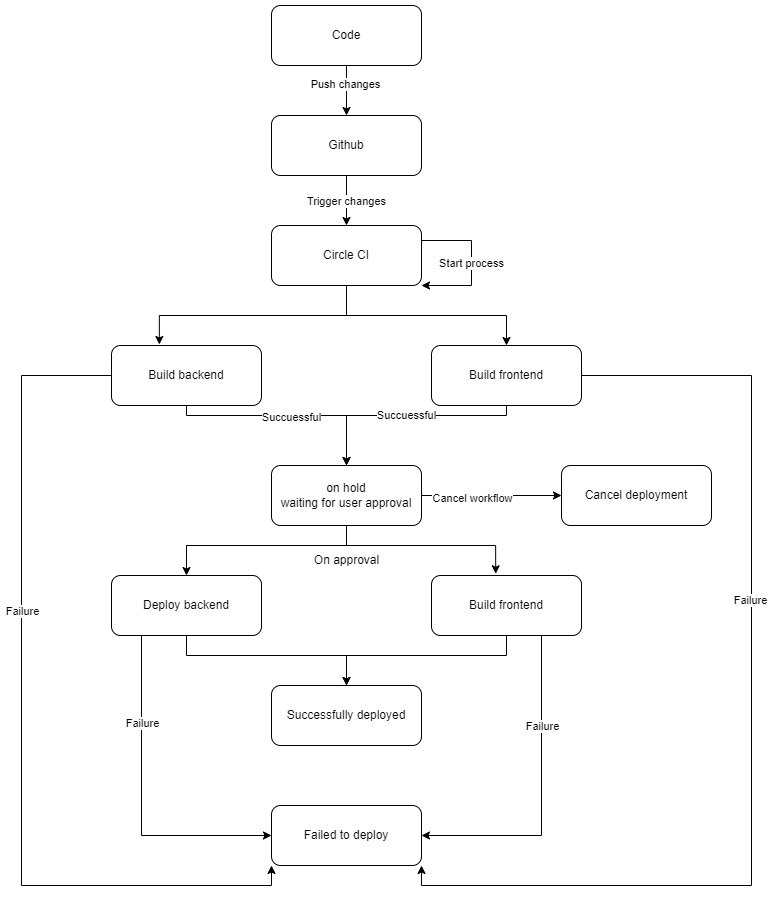 Code
Push changes
Github
Trigger changes
Circle CI
Start process
Build backend
Build frontend
Succuessful
Succuessful
on hold
waiting for user approval
Cancel workflow
Cancel deployment
On approval
Deploy backend
Build frontend
Failure
Failure
Successfully deployed
Failure
Failure
Failed to deploy